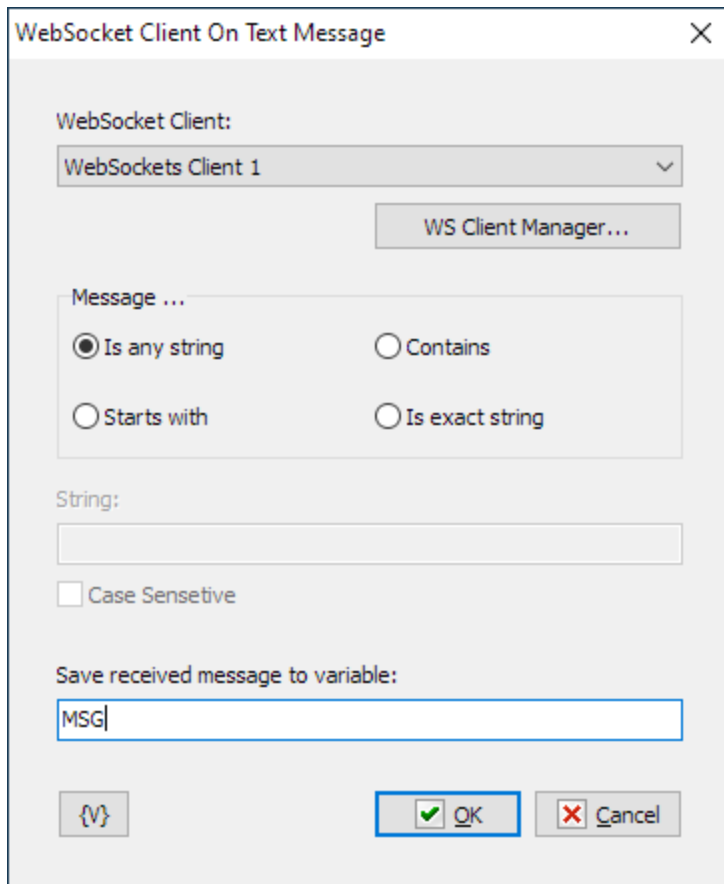 WebSocket Client On Text Message
WebSocket Client:
WebSockets Client 1
WS Client Manager...
Message ...
Is any string
Contains
Starts with
Is exact string
String:
Case Sensetive
Save received message to variable:
MSG
{V}
OK
Cancel